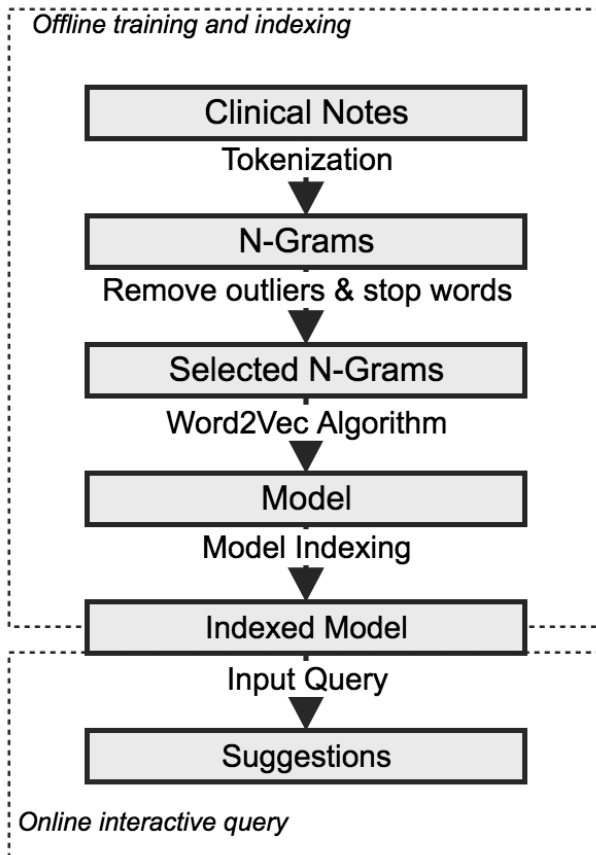 Offline training and indexing
Clinical Notes
Tokenization
N-Grams
Remove outliers & stop words
Selected N-Grams
Word2Vec Algorithm
Model
Model Indexing
Indexed Model
Input Query
Suggestions
Online interactive query